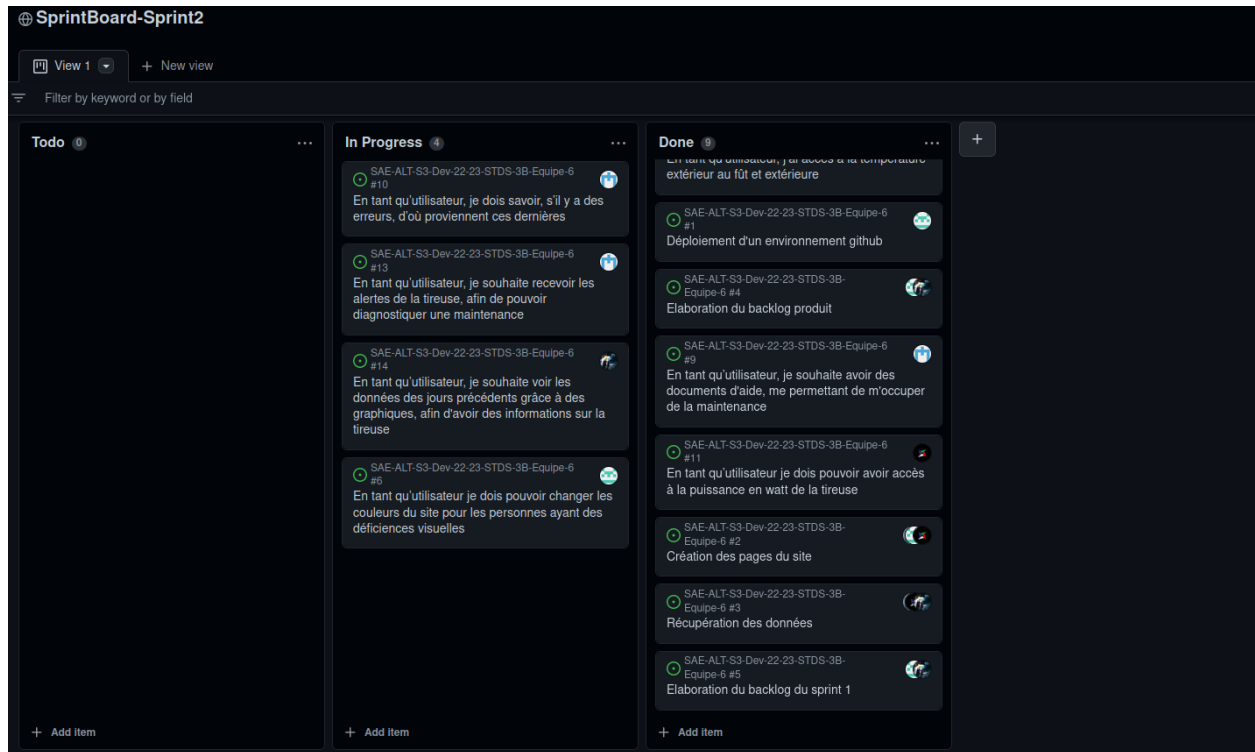 SprintBoard-Sprint2
View 1
+ New view
Filter by keyword or by field
Todo 0
In Progress 4
SAE-ALT-S3-Dev-22-23-STDS-3B-Equipe-6
#10
En tant qu'utilisateur, je dois savoir, s'il y a des
erreurs, d'où proviennent ces dernières
SAE-ALT-S3-Dev-22-23-STDS-3B-Equipe-6
#13
En tant qu'utilisateur, je souhaite recevoir les
alertes de la tireuse, afin de pouvoir
diagnostiquer une maintenance
SAE-ALT-S3-Dev-22-23-STDS-3B-Equipe-6
#14
En tant qu'utilisateur, je souhaite voir les
données des jours précédents grâce à des
graphiques, afin d'avoir des informations sur la
tireuse
SAE-ALT-S3-Dev-22-23-STDS-3B-Equipe-6
#6
En tant qu'utilisateur je dois pouvoir changer les
couleurs du site pour les personnes ayant des
déficiences visuelles
Done 9
En tant qu'utilisateur, j'ai accès à la température
extérieur au fût et extérieure
SAE-ALT-S3-Dev-22-23-STDS-3B-Equipe-6
#1
Déploiement d'un environnement github
SAE-ALT-S3-Dev-22-23-STDS-3B-
Equipe-6 #4
Elaboration du backlog produit
SAE-ALT-S3-Dev-22-23-STDS-3B-Equipe-6
#9
En tant qu'utilisateur, je souhaite avoir des
documents d'aide, me permettant de m'occuper
de la maintenance
SAE-ALT-S3-Dev-22-23-STDS-3B-Equipe-6
#11
En tant qu'utilisateur je dois pouvoir avoir accès
à la puissance en watt de la tireuse
SAE-ALT-S3-Dev-22-23-STDS-3B-
Equipe-6 #2
Création des pages du site
SAE-ALT-S3-Dev-22-23-STDS-3B-
Equipe-6 #3
Récupération des données
SAE-ALT-S3-Dev-22-23-STDS-3B-
Equipe-6 #5
Elaboration du backlog du sprint 1
+ Add item
+ Add item
+ Add item